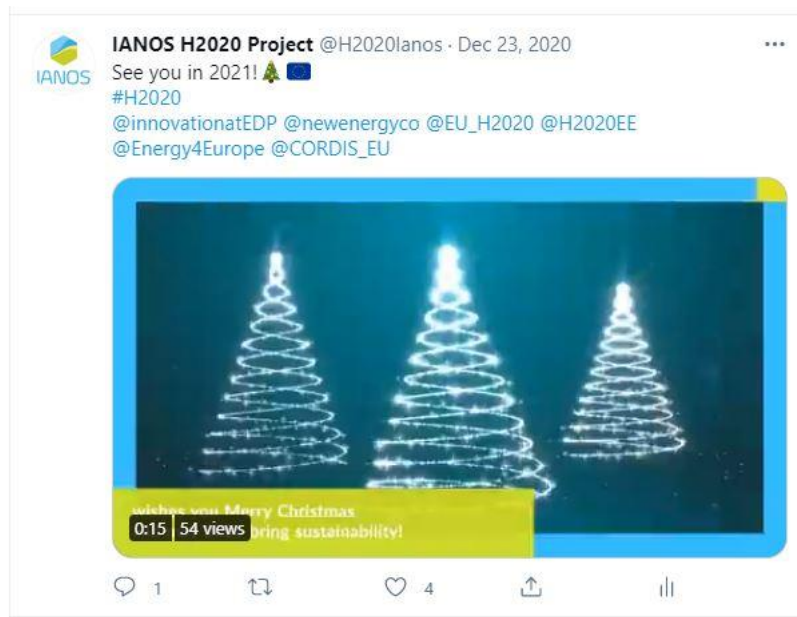 IANOS H2020 Project @H2020Ianos · Dec 23, 2020
IANOS
See you in 2021!🎄🇪🇺
#H2020
@innovationatEDP @newenergyco @EU_H2020 @H2020EE
@Energy4Europe @CORDIS_EU
wishes you Merry Christmas
0:15 54 views bring sustainability!
1 4